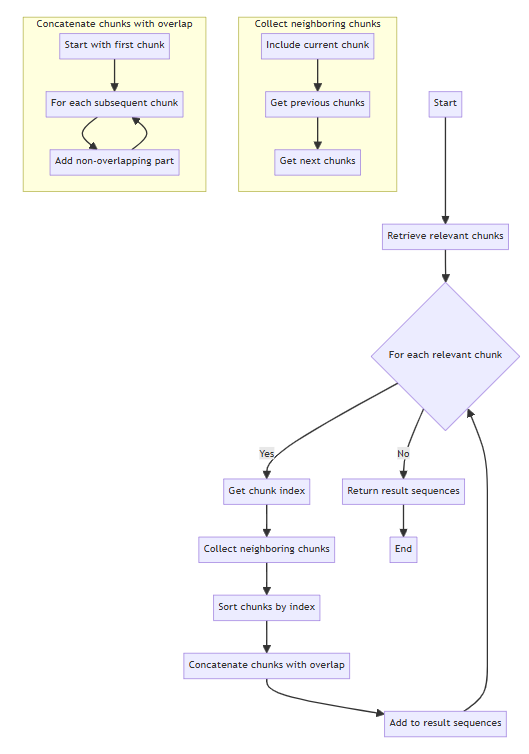 Concatenate chunks with overlap
Start with first chunk
For each subsequent chunk
Add non-overlapping part
Collect neighboring chunks
Include current chunk
Get previous chunks
Get next chunks
Start
Retrieve relevant chunks
For each relevant chunk
Yes
No
Get chunk index
Return result sequences
Collect neighboring chunks
End
Sort chunks by index
Concatenate chunks with overlap
Add to result sequences